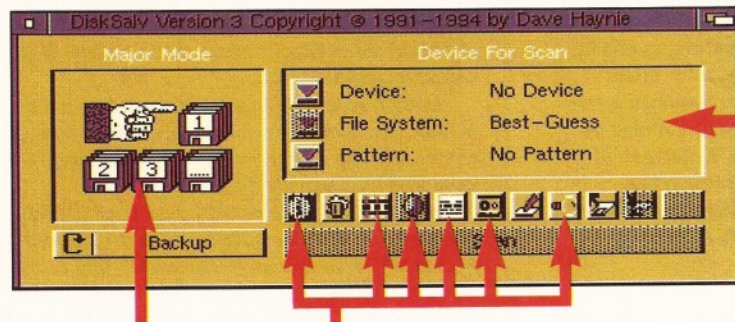 DiskSalv Version 3 Copyright © 1991-1994 by Dave Haynie
Major Mode
Device For Scan
Device: No Device
File System: Best-Guess
Pattern: No Pattern
1
2 3 .....
Backup
Scan